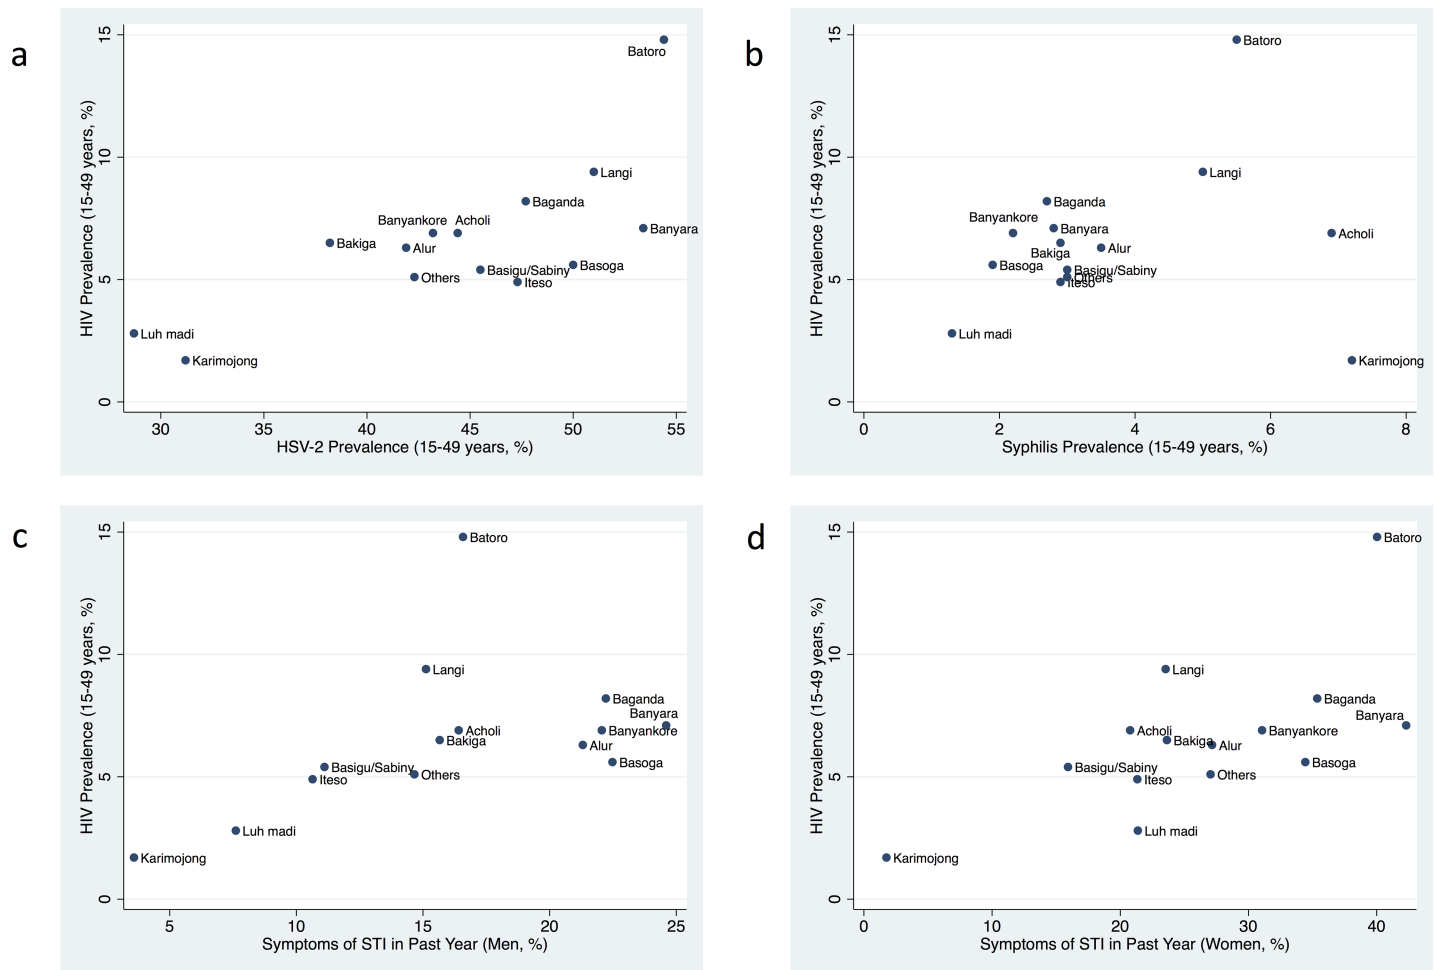 a
15
10
5
0
HIV Prevalence (15-49 years, %)
Batoro
Langi
Baganda
Banyara
Banyankore Acholi
Bakiga
Alur
Basoga
Basigu/Sabiny
Others
Iteso
Luh madi
Karimojong
30 35 40 45 50 55
HSV-2 Prevalence (15-49 years, %)
b
15
10
5
0
HIV Prevalence (15-49 years, %)
Batoro
Langi
Baganda
Banyankore
Banyara
Acholi
Bakiga
Alur
Basoga
Basigu/Sabiny
Others
Iteso
Luh madi
Karimojong
0 2 4 6 8
Syphilis Prevalence (15-49 years, %)
c
15
10
5
0
HIV Prevalence (15-49 years, %)
Batoro
Langi
Baganda
Banyara
Acholi
Banyankore
Bakiga
Alur
Basoga
Basigu/Sabiny
Others
Iteso
Luh madi
Karimojong
5 10 15 20 25
Symptoms of STI in Past Year (Men, %)
d
15
10
5
0
HIV Prevalence (15-49 years, %)
Batoro
Langi
Baganda
Banyara
Acholi
Banyankore
Bakiga
Alur
Basoga
Basigu/Sabiny
Others
Iteso
Luh madi
Karimojong
0 10 20 30 40
Symptoms of STI in Past Year (Women, %)